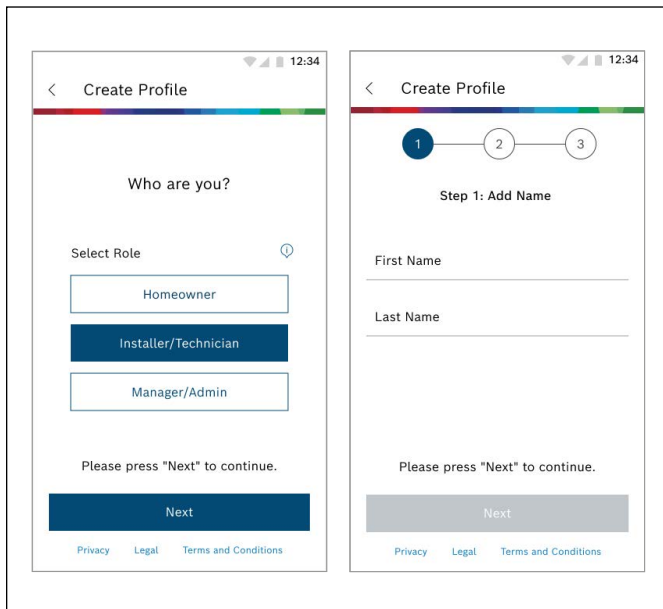 12:34
Create Profile
Who are you?
Select Role
Homeowner
Installer/Technician
Manager/Admin
Please press "Next" to continue.
Next
Privacy Legal Terms and Conditions
12:34
Create Profile
1 2 3
Step 1: Add Name
First Name
Last Name
Please press "Next" to continue.
Next
Privacy Legal Terms and Conditions